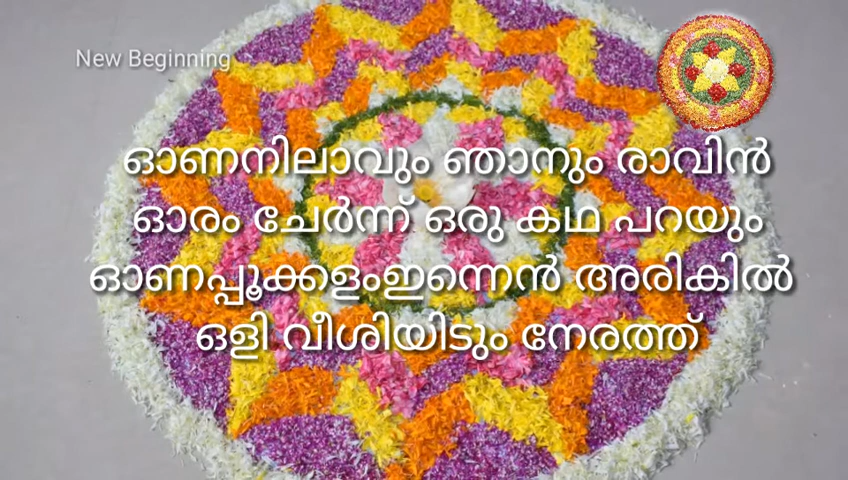 New Beginning
ഓണനിലാവും ഞാനും രാവിൻ
ഓരം ചേർന്ന് ഒരു കഥ പറയും
ഓണപ്പൂക്കളംഇന്നെൻ അരികിൽ
ഒളി വീശിയിടും നേരത്ത്